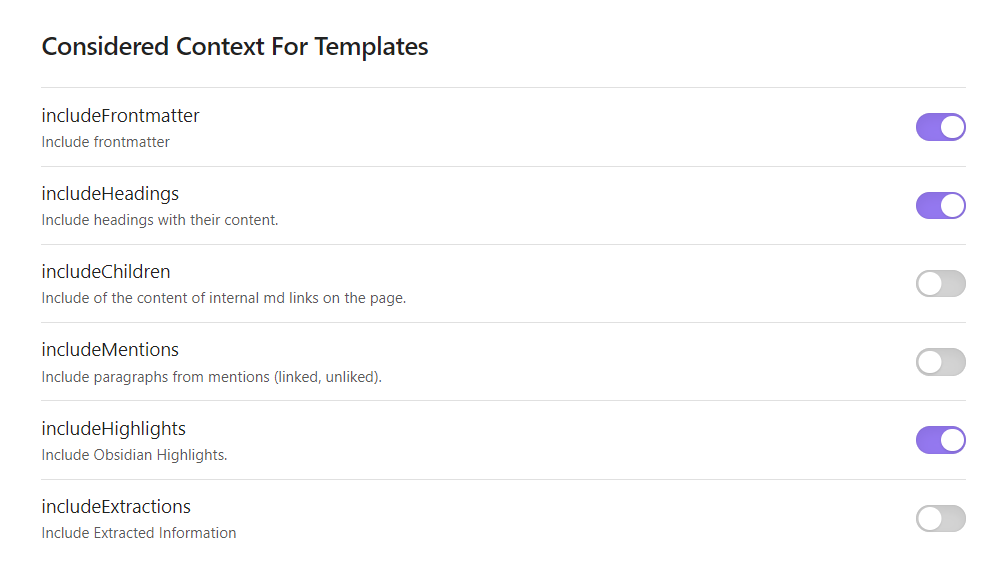 Considered Context For Templates
includeFrontmatter
Include frontmatter
includeHeadings
Include headings with their content.
includeChildren
Include of the content of internal md links on the page.
includeMentions
Include paragraphs from mentions (linked, unliked).
includeHighlights
Include Obsidian Highlights.
includeExtractions
Include Extracted Information